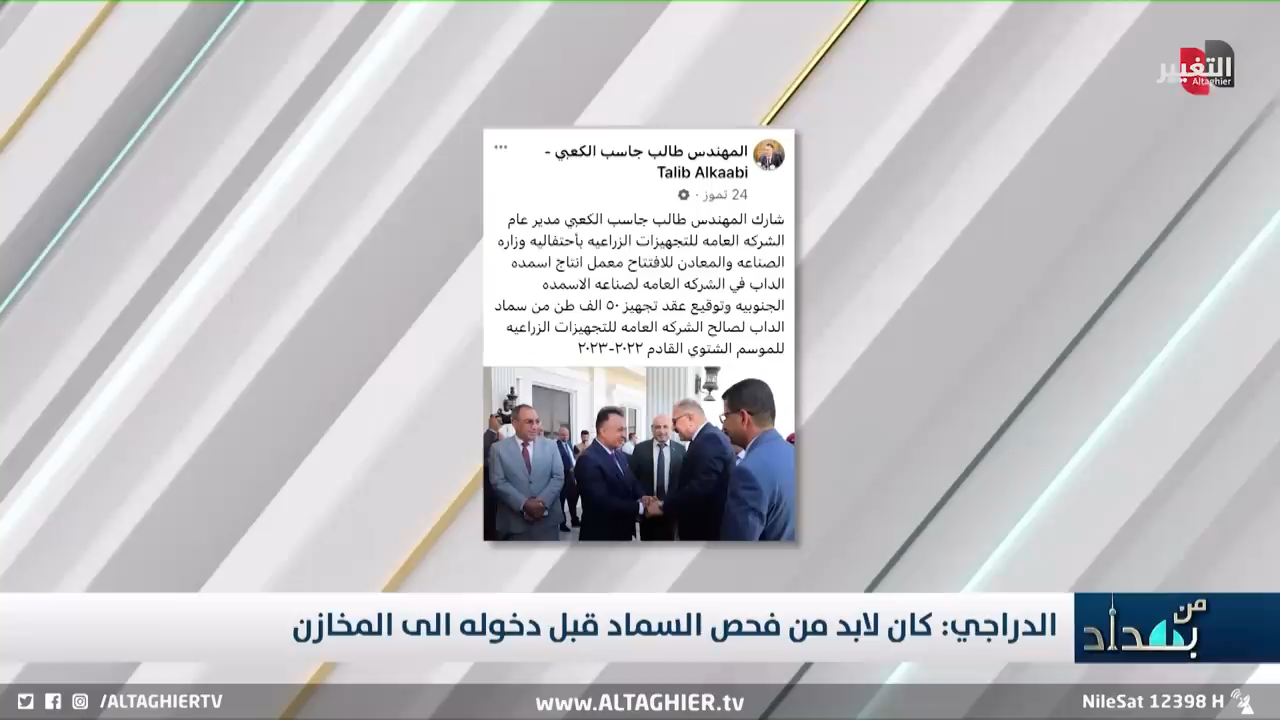 التغيير
Altaghier
المهندس طالب جاسب الكعبي -
Talib Alkaabi
24 تموز ·
شارك المهندس طالب جاسب الكعبي مدير عام
الشركه العامه للتجهيزات الزراعيه بأحتفاليه وزاره
الصناعه والمعادن للافتتاح معمل انتاج اسمده
الداب في الشركه العامه لصناعه الاسمده
الجنوبيه وتوقيع عقد تجهيز ٥٠ الف طن من سماد
الداب لصالح الشركه العامه للتجهيزات الزراعيه
للموسم الشتوي القادم ٢٠٢٢-٢٠٢٣
من
بغداد
الدراجي: كان لابد من فحص السماد قبل دخوله الى المخازن
/ALTAGHIERTV
www.ALTAGHIER.tv
NileSat 12398 H